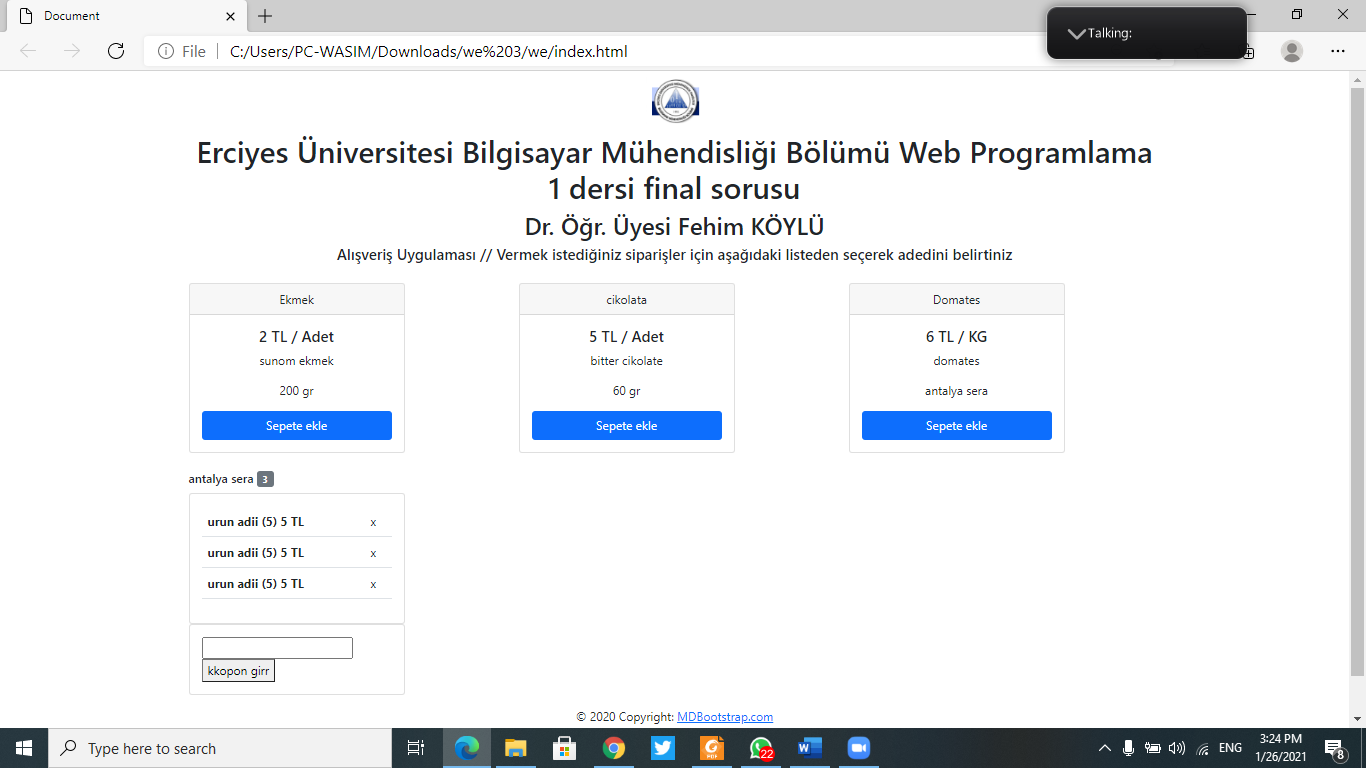 Document
Talking:
File
C:/Users/PC-WASIM/Downloads/we%203/we/index.html
Erciyes Üniversitesi Bilgisayar Mühendisliği Bölümü Web Programlama
1 dersi final sorusu
Dr. Öğr. Üyesi Fehim KÖYLÜ
Alışveriş Uygulaması // Vermek istediğiniz siparişler için aşağıdaki listeden seçerek adedini belirtiniz
Ekmek
2 TL / Adet
sunom ekmek
200 gr
Sepete ekle
cikolata
5 TL / Adet
bitter cikolate
60 gr
Sepete ekle
Domates
6 TL / KG
domates
antalya sera
Sepete ekle
antalya sera 3
urun adii (5) 5 TL x
urun adii (5) 5 TL x
urun adii (5) 5 TL x
kkopon girr
© 2020 Copyright: MDBootstrap.com
Type here to search
PDF
22
W
ENG
3:24 PM
1/26/2021
8